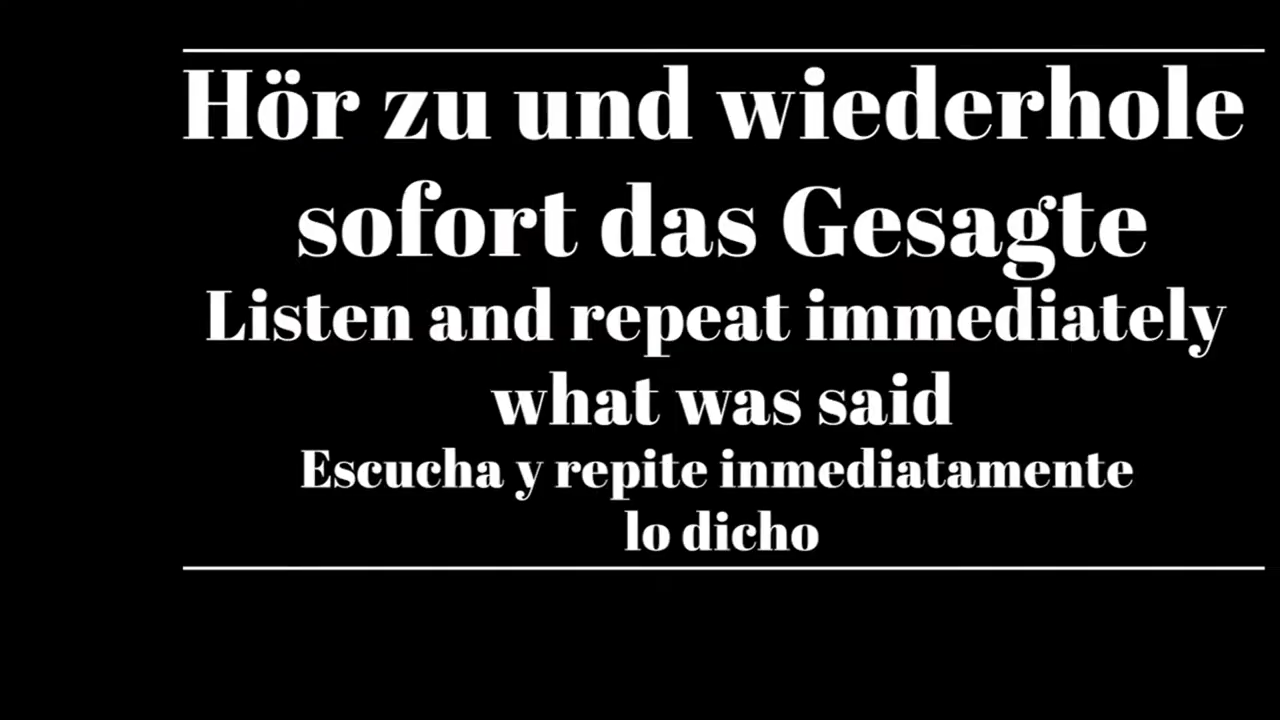 Hör zu und wiederhole
sofort das Gesagte
Listen and repeat immediately
what was said
Escucha y repite inmediatamente
lo dicho